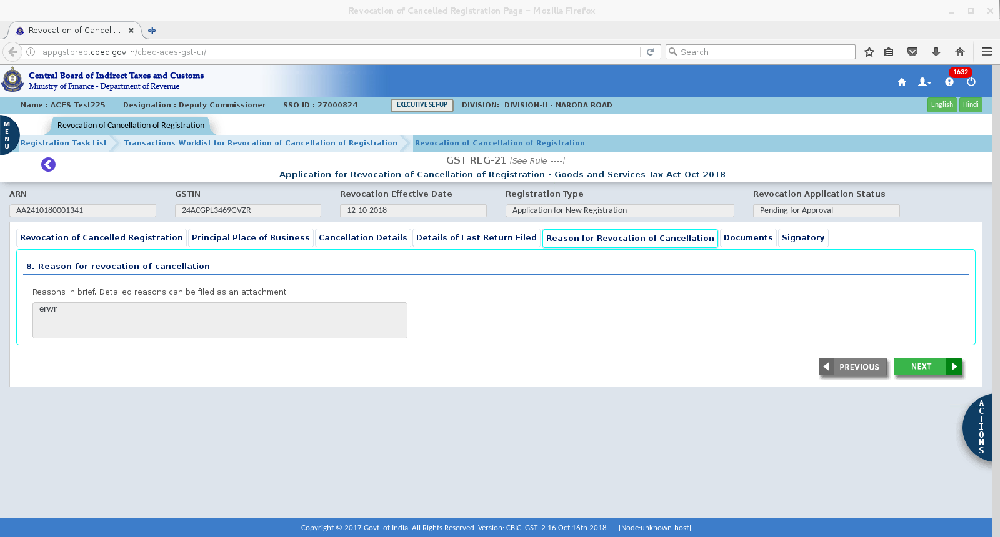 Revocation of Cancelled Registration Page - Mozilla Firefox
Revocation of Cancell...
appgstprep.cbec.gov.in/cbec-aces-gst-ui/
Search
Central Board of Indirect Taxes and Customs
Ministry of Finance - Department of Revenue
1632
Name : ACES Test225 Designation : Deputy Commissioner SSO ID : 27000824 EXECUTIVE SET-UP DIVISION: DIVISION-II - NARODA ROAD English Hindi
MENU
Revocation of Cancellation of Registration
Registration Task List Transactions Worklist for Revocation of Cancellation of Registration Revocation of Cancellation of Registration
GST REG-21 [See Rule ----]
Application for Revocation of Cancellation of Registration - Goods and Services Tax Act Oct 2018
ARN GSTIN Revocation Effective Date Registration Type Revocation Application Status
AA2410180001341 24ACGPL3469GVZR 12-10-2018 Application for New Registration Pending for Approval
Revocation of Cancelled Registration Principal Place of Business Cancellation Details Details of Last Return Filed Reason for Revocation of Cancellation Documents Signatory
8. Reason for revocation of cancellation
Reasons in brief. Detailed reasons can be filed as an attachment
erwr
PREVIOUS NEXT
ACTIONS
Copyright © 2017 Govt. of India. All Rights Reserved. Version: CBIC_GST_2.16 Oct 16th 2018 [Node:unknown-host]